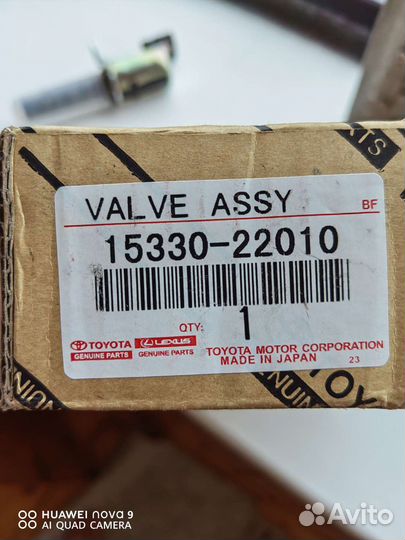 VALVE ASSY
BF
15330-22010
QTY:
1
TOYOTA
GENUINE PARTS
LEXUS
GENUINE PARTS
TOYOTA MOTOR CORPORATION
MADE IN JAPAN
23
HUAWEI nova 9
AI QUAD CAMERA
Avito